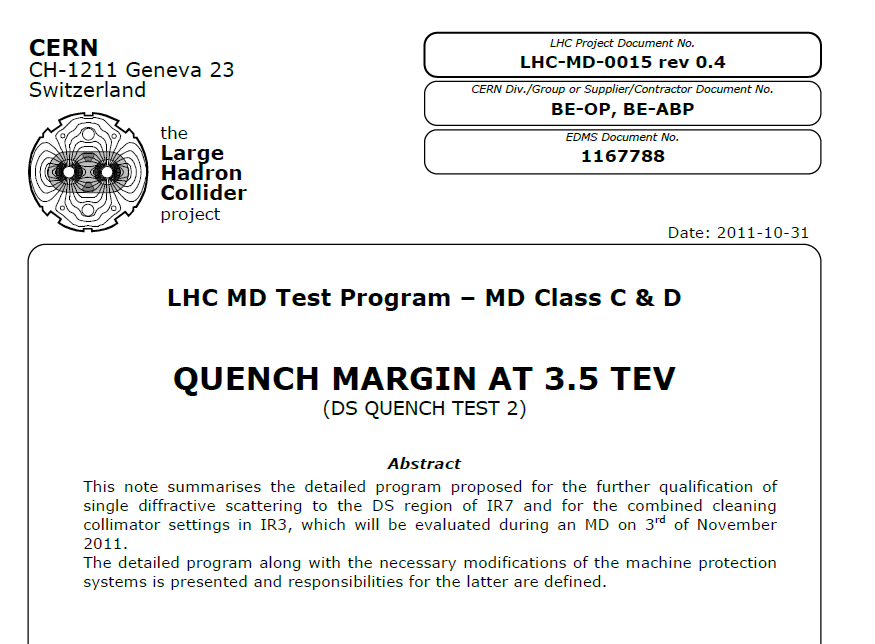 CERN
CH-1211 Geneva 23
Switzerland
the
Large
Hadron
Collider
project
LHC Project Document No.
LHC-MD-0015 rev 0.4
CERN Div./Group or Supplier/Contractor Document No.
BE-OP, BE-ABP
EDMS Document No.
1167788
Date: 2011-10-31
LHC MD Test Program – MD Class C & D
QUENCH MARGIN AT 3.5 TEV
(DS QUENCH TEST 2)
Abstract
This note summarises the detailed program proposed for the further qualification of
single diffractive scattering to the DS region of IR7 and for the combined cleaning
collimator settings in IR3, which will be evaluated during an MD on 3rd of November
2011.
The detailed program along with the necessary modifications of the machine protection
systems is presented and responsibilities for the latter are defined.